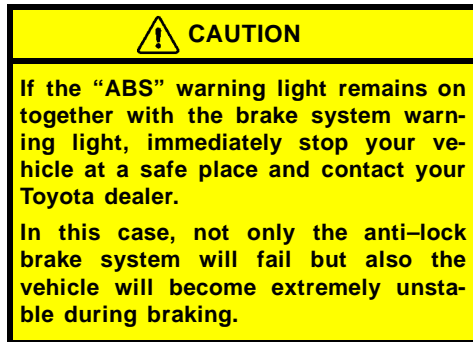 CAUTION
If the “ABS” warning light remains on
together with the brake system warn-
ing light, immediately stop your ve-
hicle at a safe place and contact your
Toyota dealer.
In this case, not only the anti–lock
brake system will fail but also the
vehicle will become extremely unsta-
ble during braking.